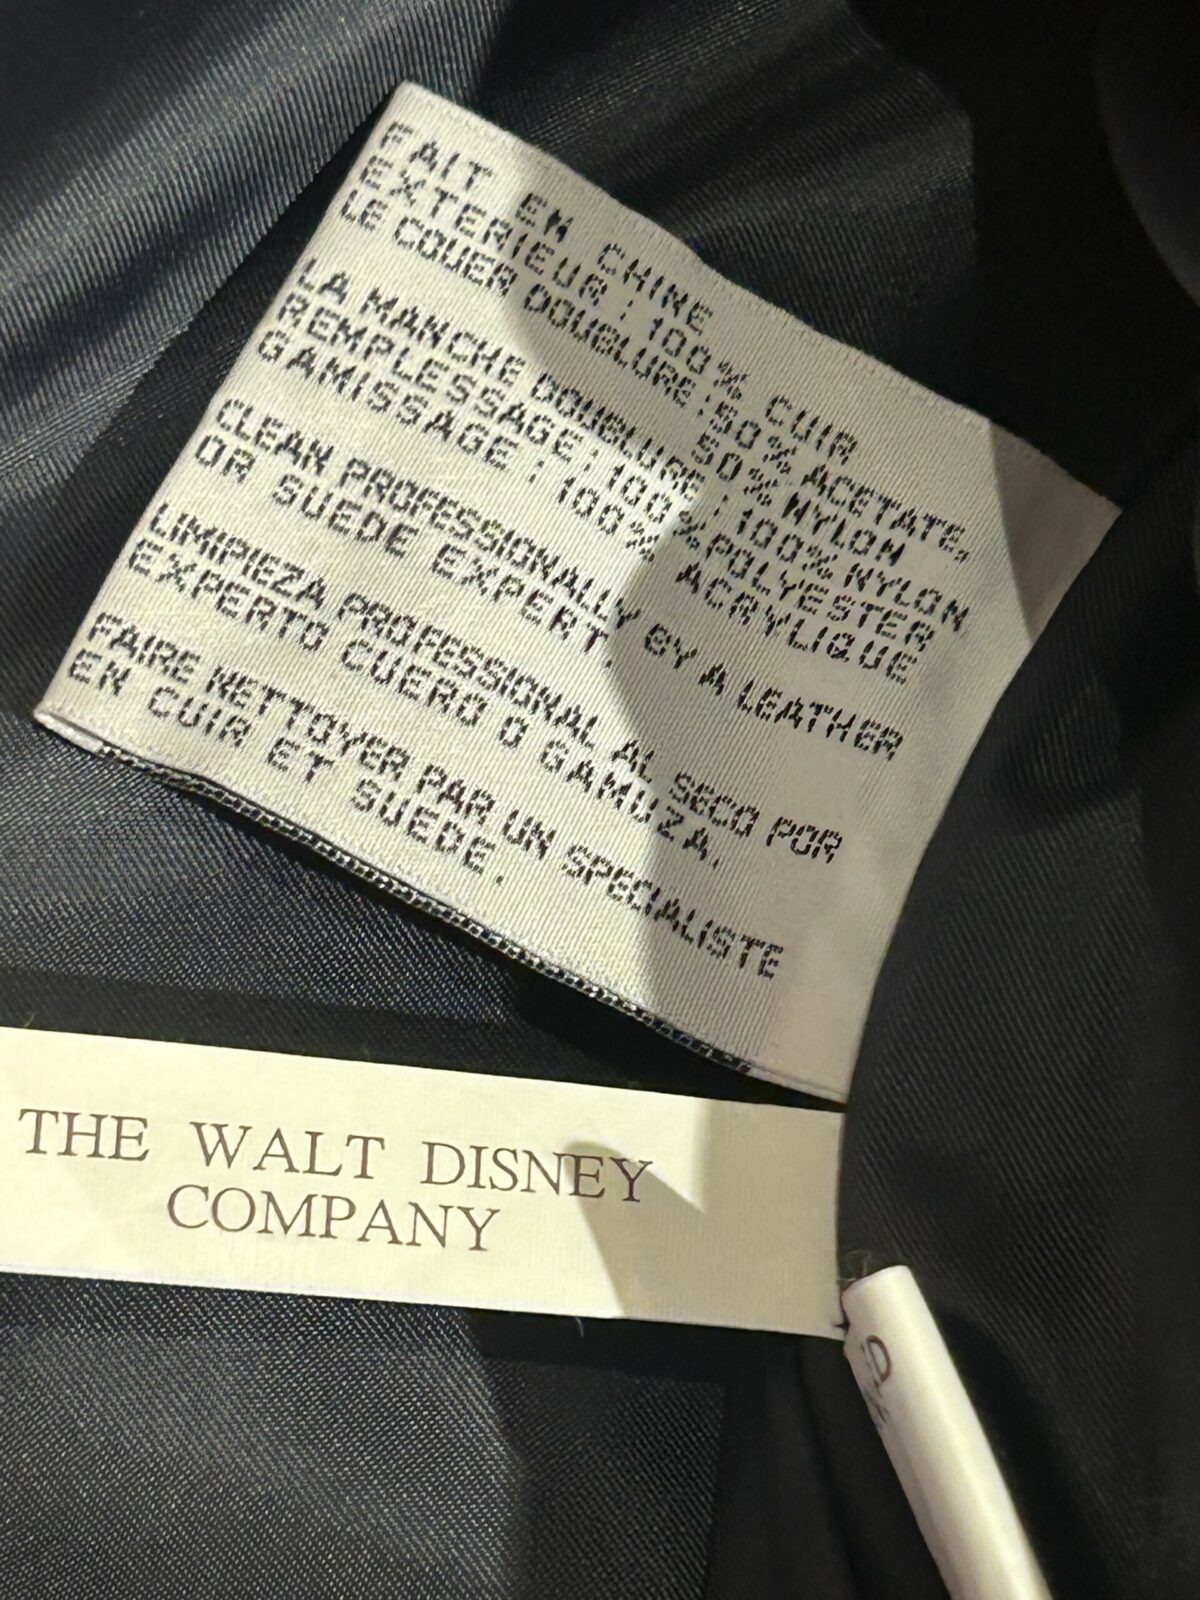 FAIT EN CHINE
EXTERIEUR : 100% CUIR
LE COUER DOUBLURE : 50% ACETATE,
50% NYLON
LA MANCHE DOUBLURE : 100% NYLON
REMPLESSAGE : 100% POLYESTER
GAMISSAGE : 100% ACRYLIQUE
CLEAN PROFESSIONALLY BY A LEATHER
OR SUEDE EXPERT.
LIMIPIEZA PROFESSIONAL AL SECO POR
EXPERTO CUERO O GAMUZA.
FAIRE NETTOYER PAR UN SPECIALISTE
EN CUIR ET SUEDE.
THE WALT DISNEY
COMPANY